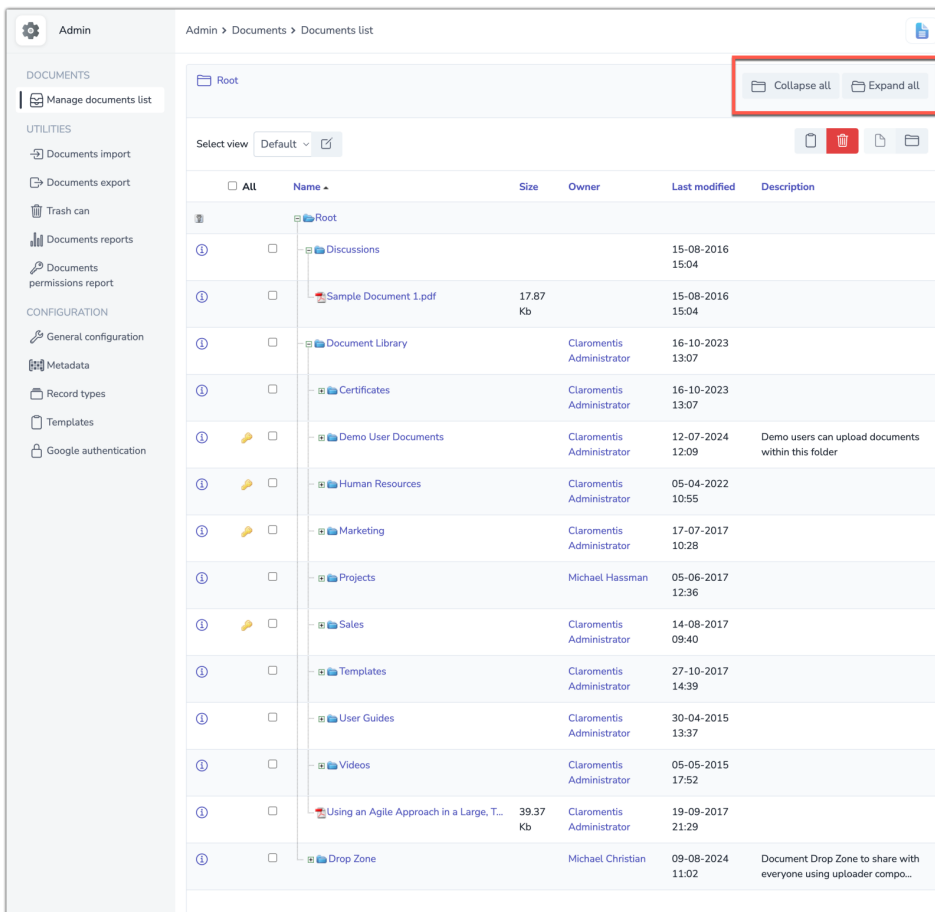 Admin
Admin > Documents > Documents list
DOCUMENTS
Manage documents list
UTILITIES
Documents import
Documents export
Trash can
Documents reports
Documents
permissions report
CONFIGURATION
General configuration
Metadata
Record types
Templates
Google authentication
Root
Collapse all
Expand all
Select view Default
All Name Size Owner Last modified Description
Root
Discussions 15-08-2016
15:04
Sample Document 1.pdf 17.87 15-08-2016
Kb 15:04
Document Library Claromentis 16-10-2023
Administrator 13:07
Certificates Claromentis 16-10-2023
Administrator 13:07
Demo User Documents Claromentis 12-07-2024 Demo users can upload documents
Administrator 12:09 within this folder
Human Resources Claromentis 05-04-2022
Administrator 10:55
Marketing Claromentis 17-07-2017
Administrator 10:28
Projects Michael Hassman 05-06-2017
12:36
Sales Claromentis 14-08-2017
Administrator 09:40
Templates Claromentis 27-10-2017
Administrator 14:39
User Guides Claromentis 30-04-2015
Administrator 13:37
Videos Claromentis 05-05-2015
Administrator 17:52
Using an Agile Approach in a Large, T... 39.37 Claromentis 19-09-2017
Kb Administrator 21:29
Drop Zone Michael Christian 09-08-2024 Document Drop Zone to share with
11:02 everyone using uploader compo...